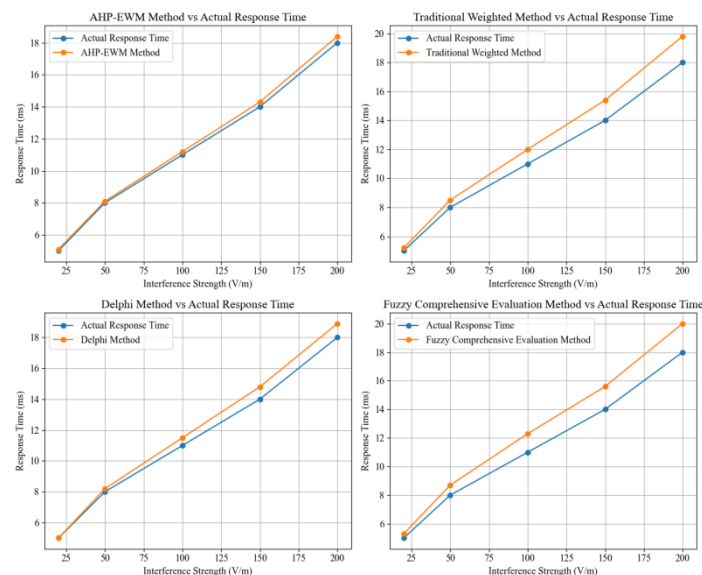 AHP-EWM Method vs Actual Response Time
Actual Response Time
AHP-EWM Method
18
16
14
12
10
8
6
Response Time (ms)
25 50 75 100 125 150 175 200
Interference Strength (V/m)
Traditional Weighted Method vs Actual Response Time
Actual Response Time
Traditional Weighted Method
20
18
16
14
12
10
8
6
Response Time (ms)
25 50 75 100 125 150 175 200
Interference Strength (V/m)
Delphi Method vs Actual Response Time
Actual Response Time
Delphi Method
18
16
14
12
10
8
6
Response Time (ms)
25 50 75 100 125 150 175 200
Interference Strength (V/m)
Fuzzy Comprehensive Evaluation Method vs Actual Response Time
Actual Response Time
Fuzzy Comprehensive Evaluation Method
20
18
16
14
12
10
8
6
Response Time (ms)
25 50 75 100 125 150 175 200
Interference Strength (V/m)